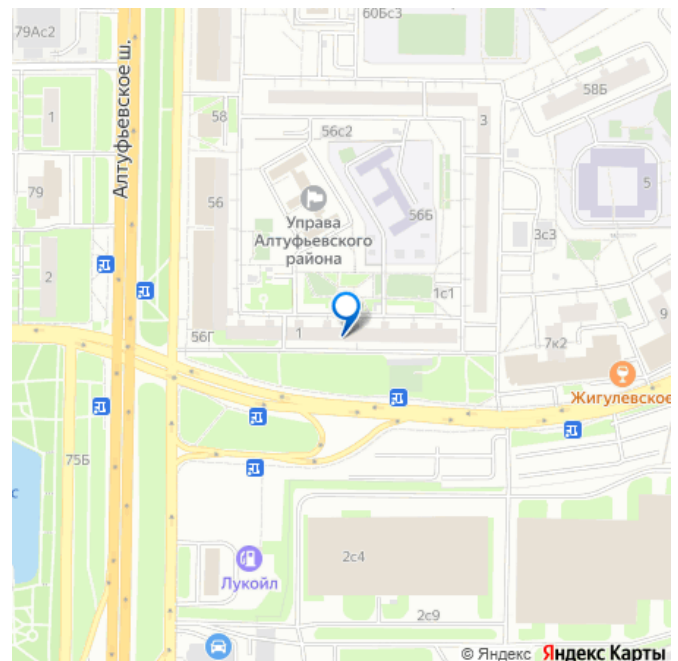 79Ас2
60Бс3
Алтуфьевское ш.
58Б
1
58
56с2
3
79
56
56Б
5
Управа
Алтуфьевского
района
3с3
2
1с1
56Г
1
7к2
9
Жигулевское
75Б
с
Лукойл
2с4
2с9
© Яндекс Яндекс Карты